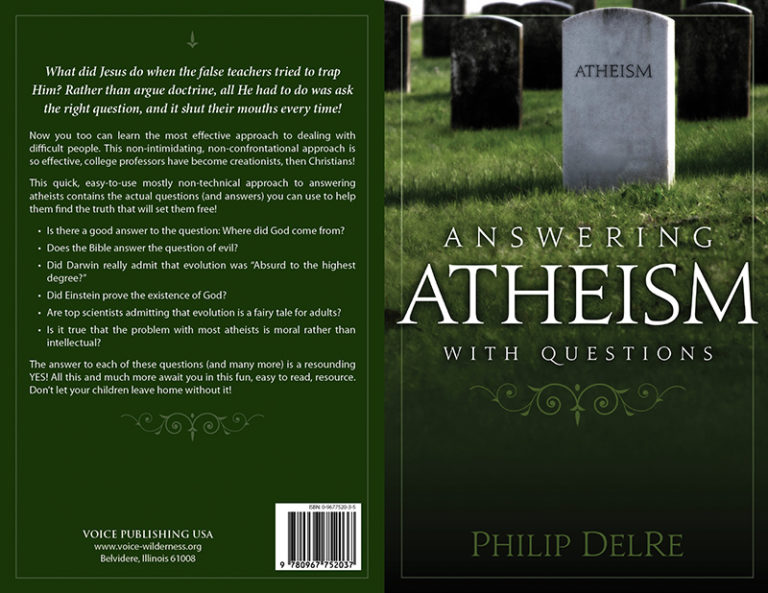 What did Jesus do when the false teachers tried to trap
Him? Rather than argue doctrine, all He had to do was ask
the right question, and it shut their mouths every time!
Now you too can learn the most effective approach to dealing with
difficult people. This non-intimidating, non-confrontational approach is
so effective, college professors have become creationists, then Christians!
This quick, easy-to-use mostly non-technical approach to answering
atheists contains the actual questions (and answers) you can use to help
them find the truth that will set them free!
• Is there a good answer to the question: Where did God come from?
• Does the Bible answer the question of evil?
• Did Darwin really admit that evolution was “Absurd to the highest
degree?”
• Did Einstein prove the existence of God?
• Are top scientists admitting that evolution is a fairy tale for adults?
• Is it true that the problem with most atheists is moral rather than
intellectual?
The answer to each of these questions (and many more) is a resounding
YES! All this and much more await you in this fun, easy to read, resource.
Don’t let your children leave home without it!
VOICE PUBLISHING USA
www.voice-wilderness.org
Belvidere, Illinois 61008
ISBN: 0-9677520-3-5
9 780967 752037
ATHEISM
ANSWERING
ATHEISM
WITH QUESTIONS
PHILIP DELRE